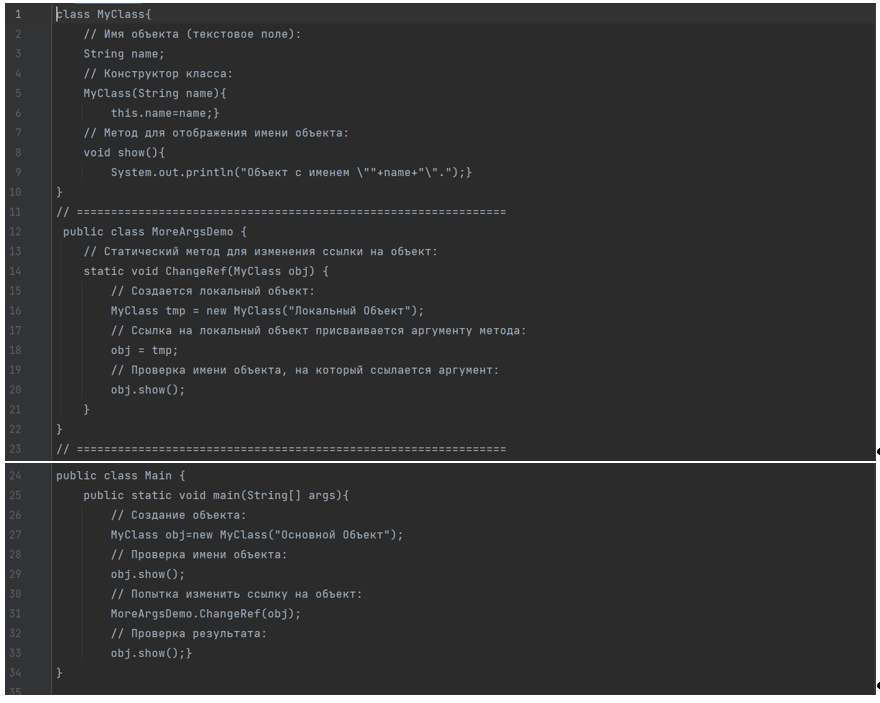 1 class MyClass{
2 // Имя объекта (текстовое поле):
3 String name;
4 // Конструктор класса:
5 MyClass(String name){
6 this.name=name;}
7 // Метод для отображения имени объекта:
8 void show(){
9 System.out.println("Объект с именем \""+name+"\".");}
10 }
11 // ===============================================================
12 public class MoreArgsDemo {
13 // Статический метод для изменения ссылки на объект:
14 static void ChangeRef(MyClass obj) {
15 // Создается локальный объект:
16 MyClass tmp = new MyClass("Локальный Объект");
17 // Ссылка на локальный объект присваивается аргументу метода:
18 obj = tmp;
19 // Проверка имени объекта, на который ссылается аргумент:
20 obj.show();
21 }
22 }
23 // ===============================================================
24 public class Main {
25 public static void main(String[] args){
26 // Создание объекта:
27 MyClass obj=new MyClass("Основной Объект");
28 // Проверка имени объекта:
29 obj.show();
30 // Попытка изменить ссылку на объект:
31 MoreArgsDemo.ChangeRef(obj);
32 // Проверка результата:
33 obj.show();}
34 }
35